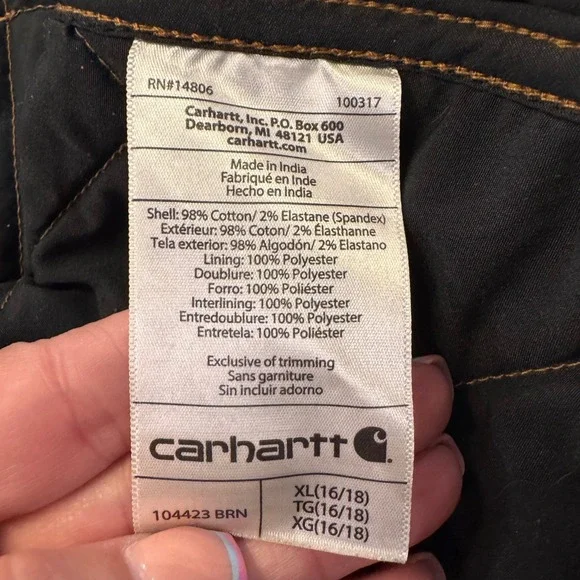 RN#14806
100317
Carhartt, Inc. P.O. Box 600
Dearborn, MI 48121 USA
carhartt.com
Made in India
Fabriqué en Inde
Hecho en India
Shell: 98% Cotton/ 2% Elastane (Spandex)
Extérieur: 98% Coton/ 2% Élasthanne
Tela exterior: 98% Algodón/ 2% Elastano
Lining: 100% Polyester
Doublure: 100% Polyester
Forro: 100% Poliéster
Interlining: 100% Polyester
Entredoublure: 100% Polyester
Entretela: 100% Poliéster
Exclusive of trimming
Sans garniture
Sin incluir adorno
carhartt
104423 BRN
XL(16/18)
TG(16/18)
XG(16/18)